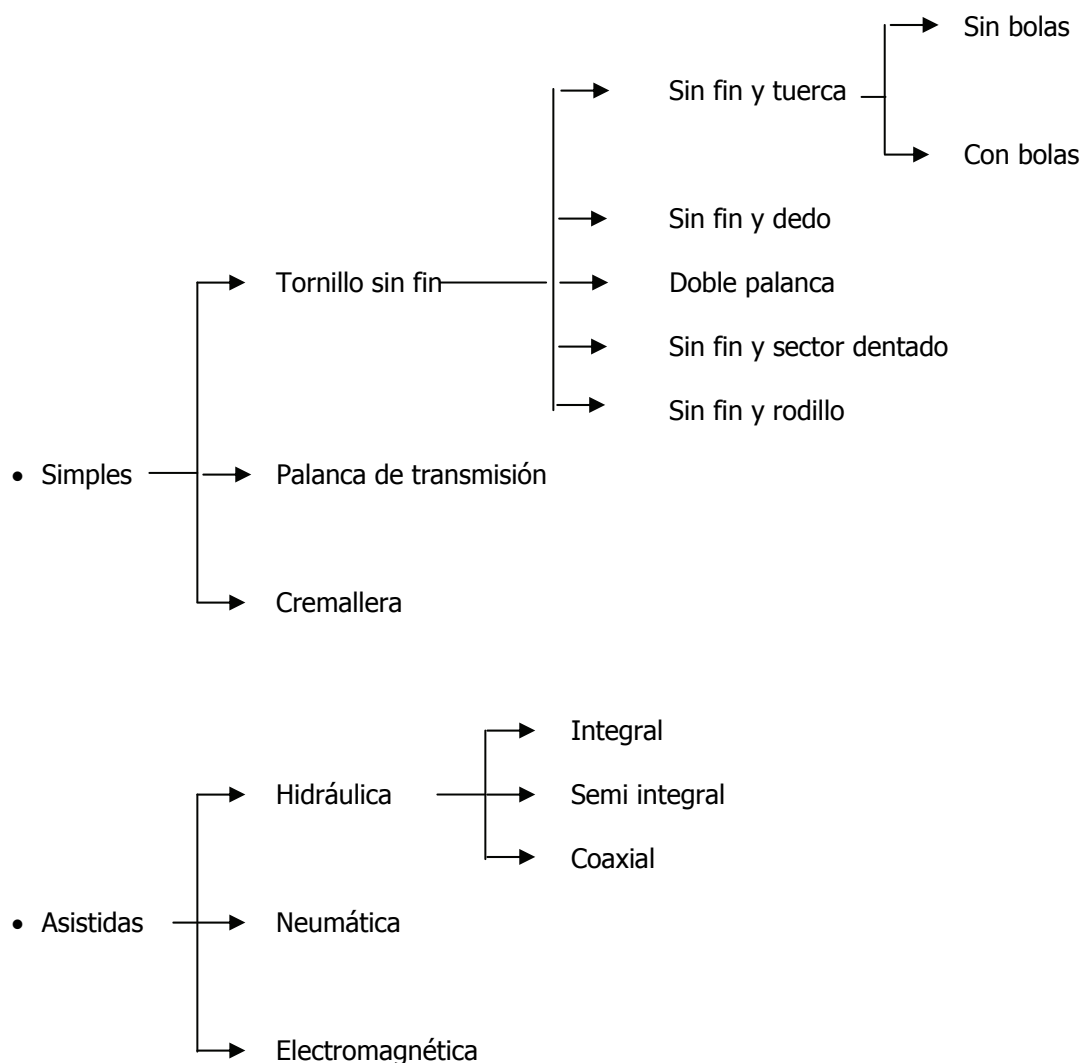 Sin bolas
Sin fin y tuerca
Con bolas
Sin fin y dedo
Tornillo sin fin
Doble palanca
Sin fin y sector dentado
Sin fin y rodillo
• Simples
Palanca de transmisión
Cremallera
Integral
Hidráulica
Semi integral
Coaxial
• Asistidas
Neumática
Electromagnética